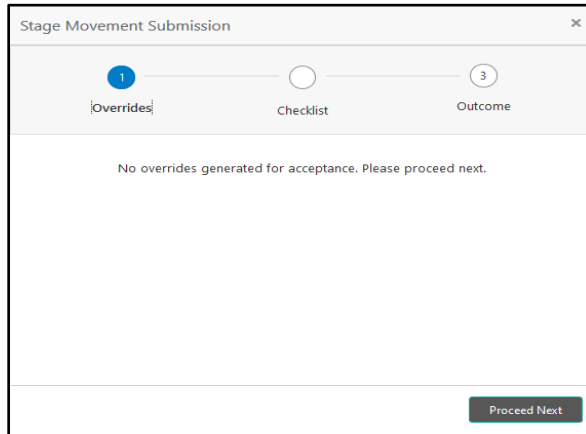 Stage Movement Submission ×
1
3
Overrides
Checklist
Outcome
No overrides generated for acceptance. Please proceed next.
Proceed Next